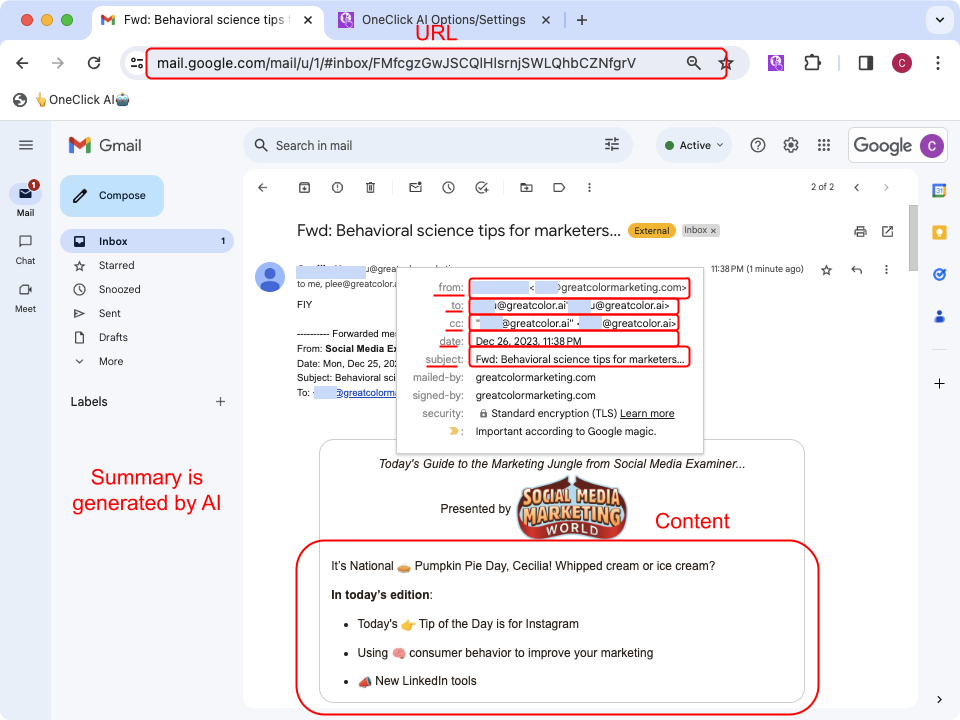 Fwd: Behavioral science tips f
OneClick AI Options/Settings
URL
mail.google.com/mail/u/1/#inbox/FMfcgzGwJSCQlHlsrnjSWLQhbCZNfgrV
C
👆OneClick AI🤖
Gmail
Search in mail
Active
Google
C
1
Mail
Chat
Meet
Compose
Inbox 1
Starred
Snoozed
Sent
Drafts
More
Labels
Summary is
generated by AI
2 of 2
Fwd: Behavioral science tips for marketers...
External
Inbox x
11:38 PM (1 minute ago)
to me, plee@greatcolor.a
FIY
---------- Forwarded mes
From: Social Media Ex
Date: Mon, Dec 25, 202
Subject: Behavioral sci
To: @greatcolorma
from: < @greatcolormarketing.com>
to: u@greatcolor.ai" u@greatcolor.ai>
cc: " @greatcolor.ai" < @greatcolor.ai>
date: Dec 26, 2023, 11:38 PM
subject: Fwd: Behavioral science tips for marketers...
mailed-by: greatcolormarketing.com
signed-by: greatcolormarketing.com
security: Standard encryption (TLS) Learn more
: Important according to Google magic.
Today's Guide to the Marketing Jungle from Social Media Examiner...
Presented by
SOCIAL MEDIA
MARKETING
WORLD
Content
It's National 🥧 Pumpkin Pie Day, Cecilia! Whipped cream or ice cream?
In today's edition:
• Today's 👉 Tip of the Day is for Instagram
• Using 🧠 consumer behavior to improve your marketing
• 📣 New LinkedIn tools